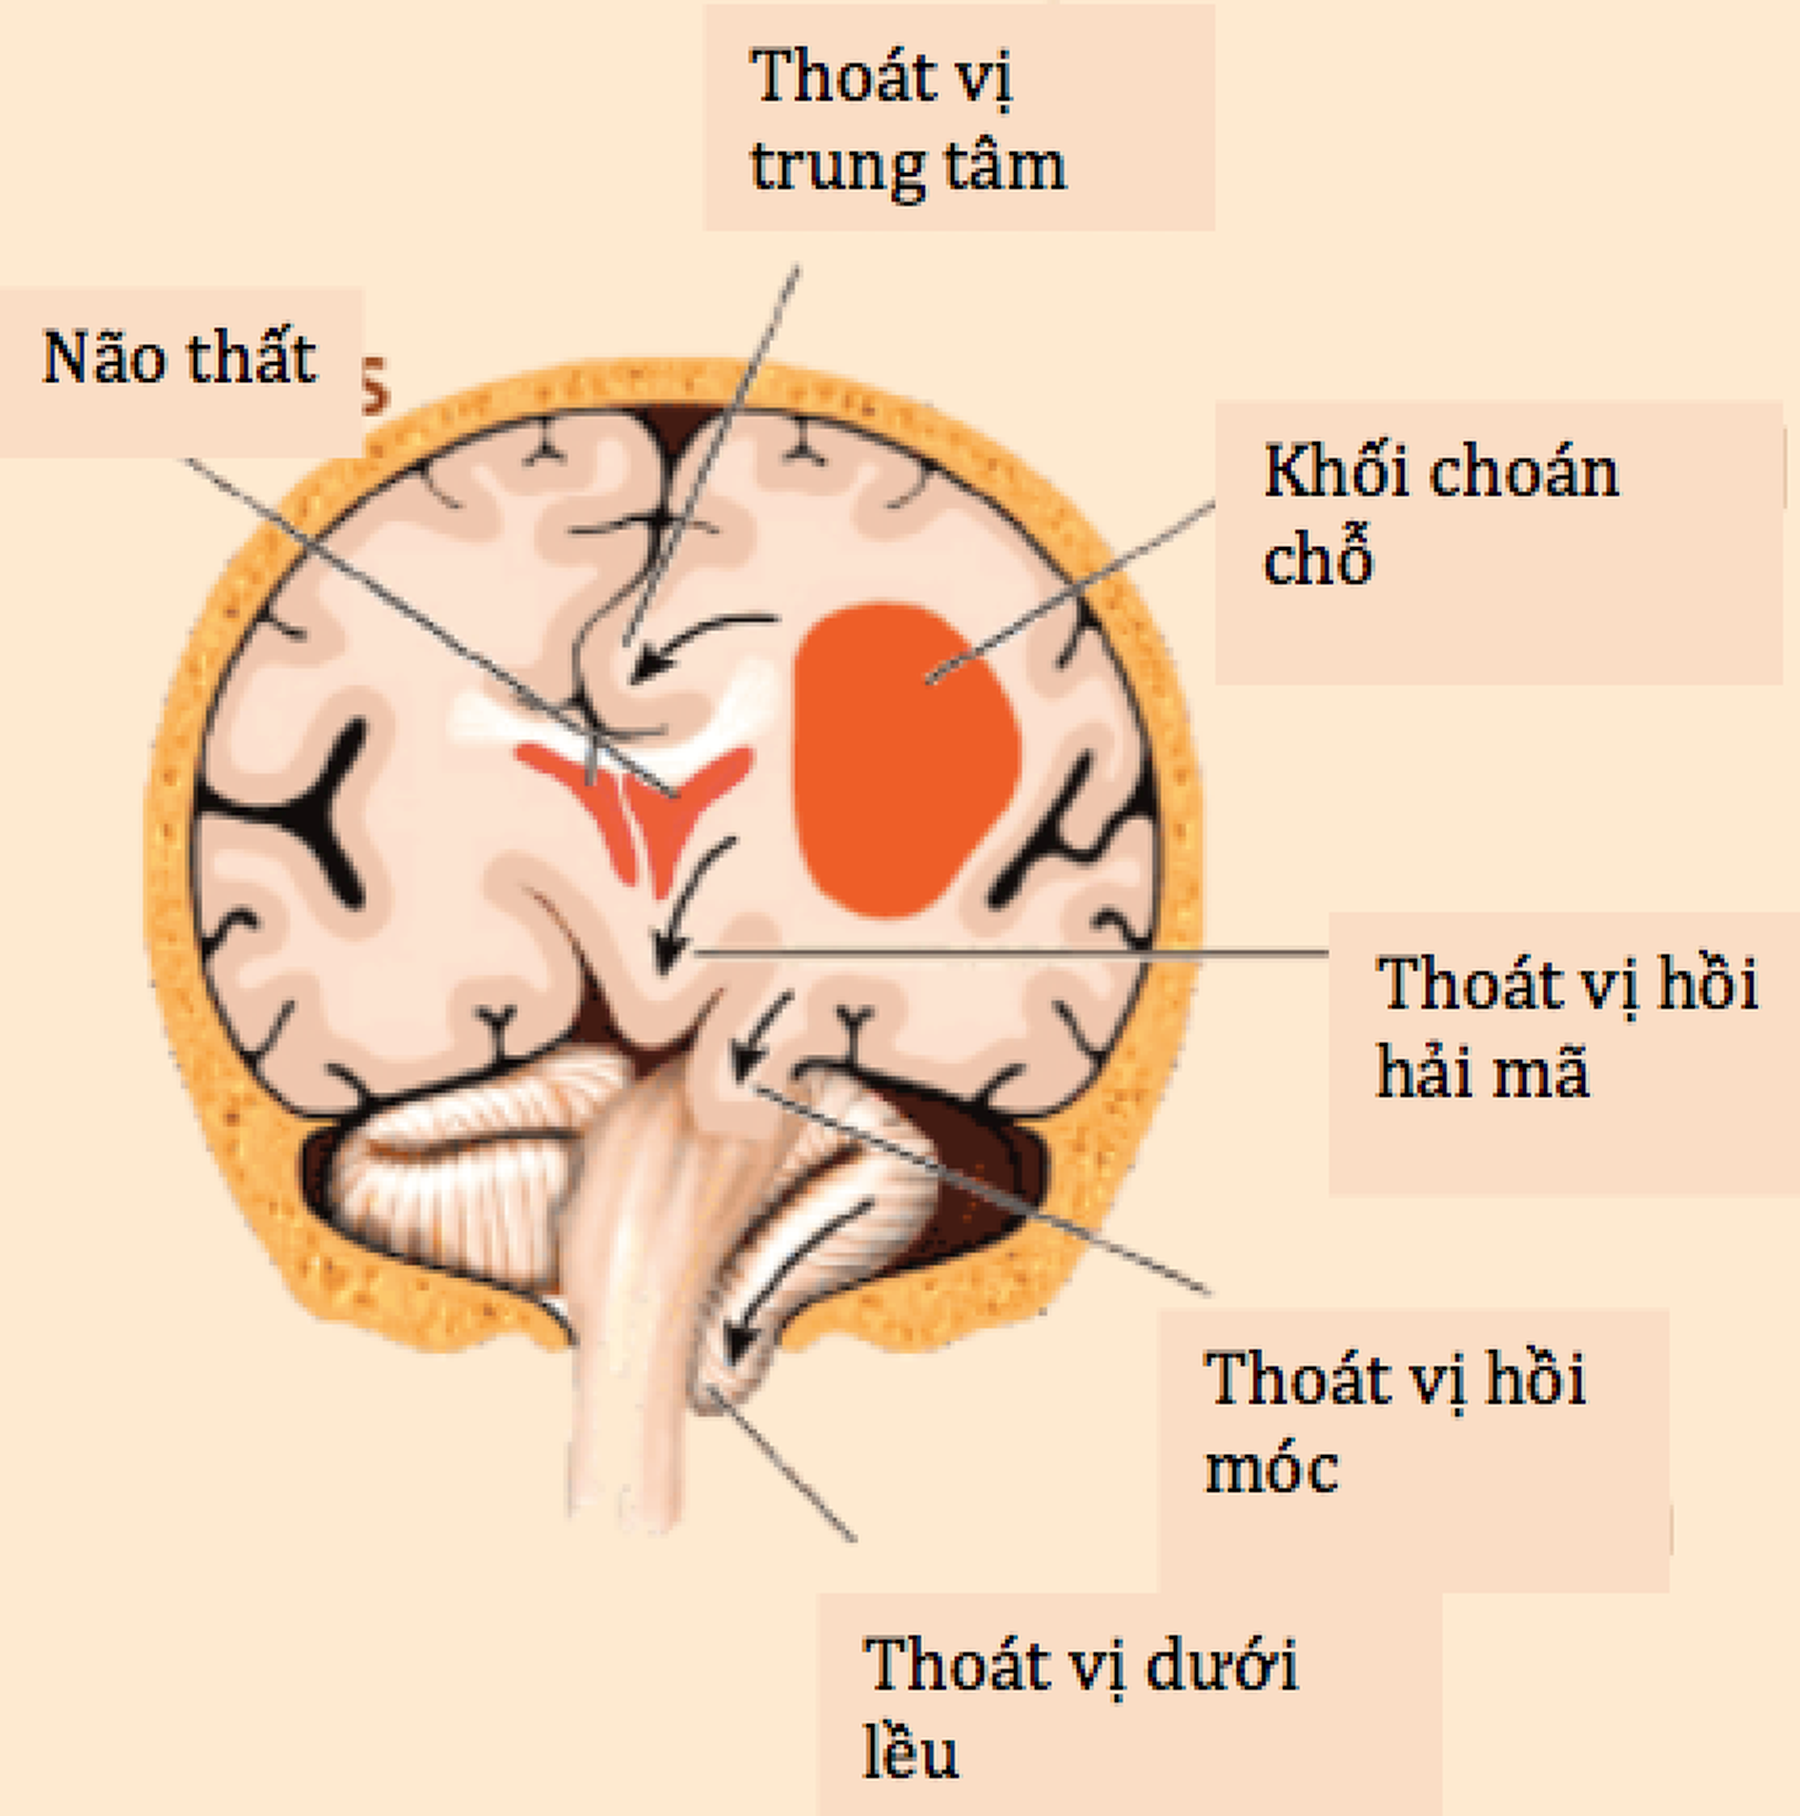 Thoát vị
trung tâm
Não thất
s
Khối choán
chỗ
Thoát vị hồi
hải mã
Thoát vị hồi
móc
Thoát vị dưới
lều